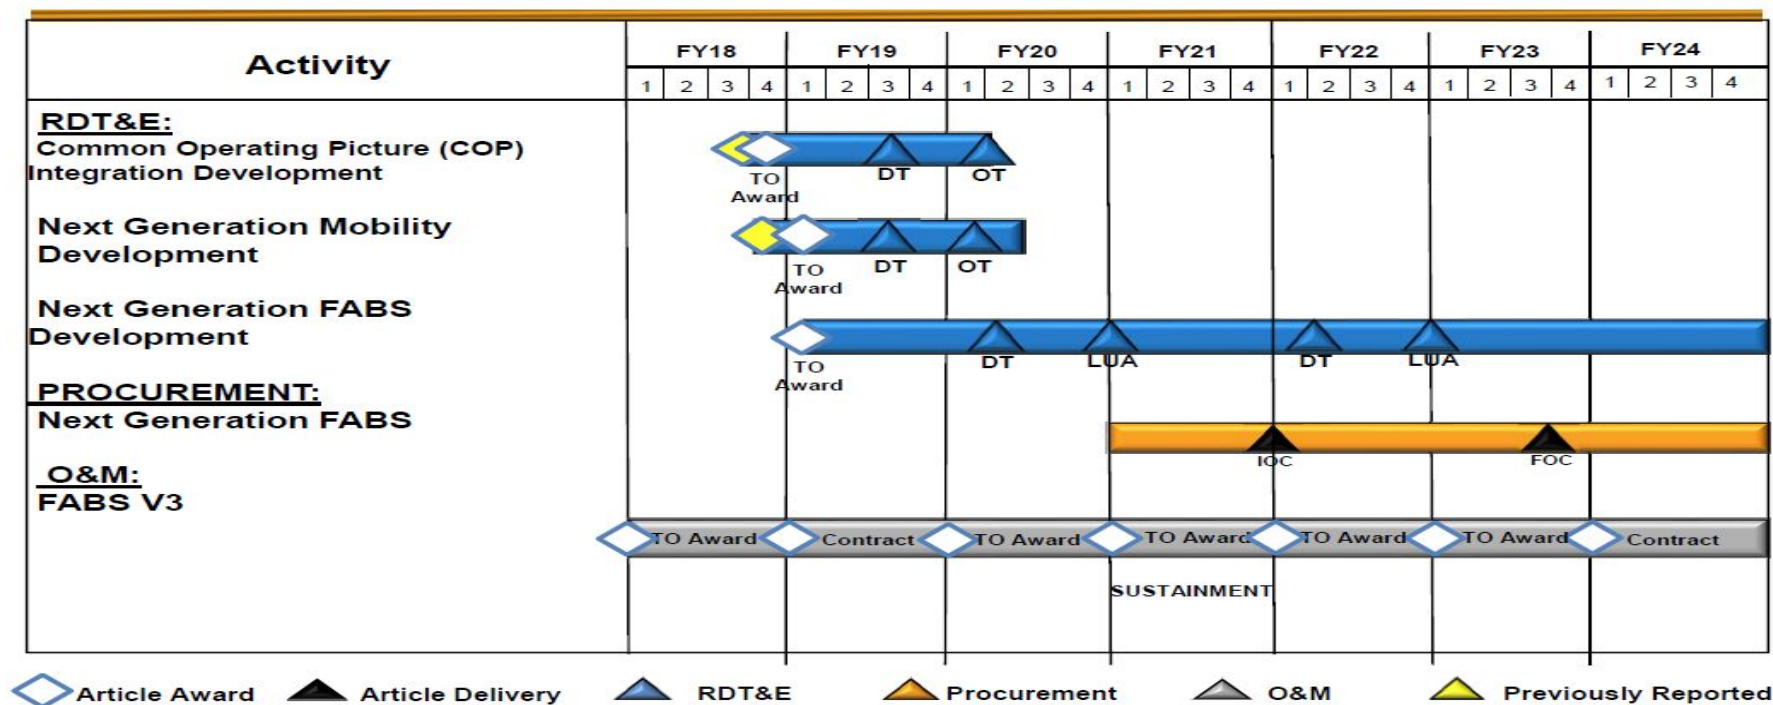 Activity
FY18 FY19 FY20 FY21 FY22 FY23 FY24
1 2 3 4 1 2 3 4 1 2 3 4 1 2 3 4 1 2 3 4 1 2 3 4 1 2 3 4
RDT&E:
Common Operating Picture (COP)
Integration Development
TO
Award
DT
OT
Next Generation Mobility
Development
TO
Award
DT
OT
Next Generation FABS
Development
TO
Award
DT
LUA
DT
LUA
PROCUREMENT:
Next Generation FABS
IOC
FOC
O&M:
FABS V3
TO Award Contract TO Award TO Award TO Award TO Award Contract
SUSTAINMENT
Article Award Article Delivery RDT&E Procurement O&M Previously Reported